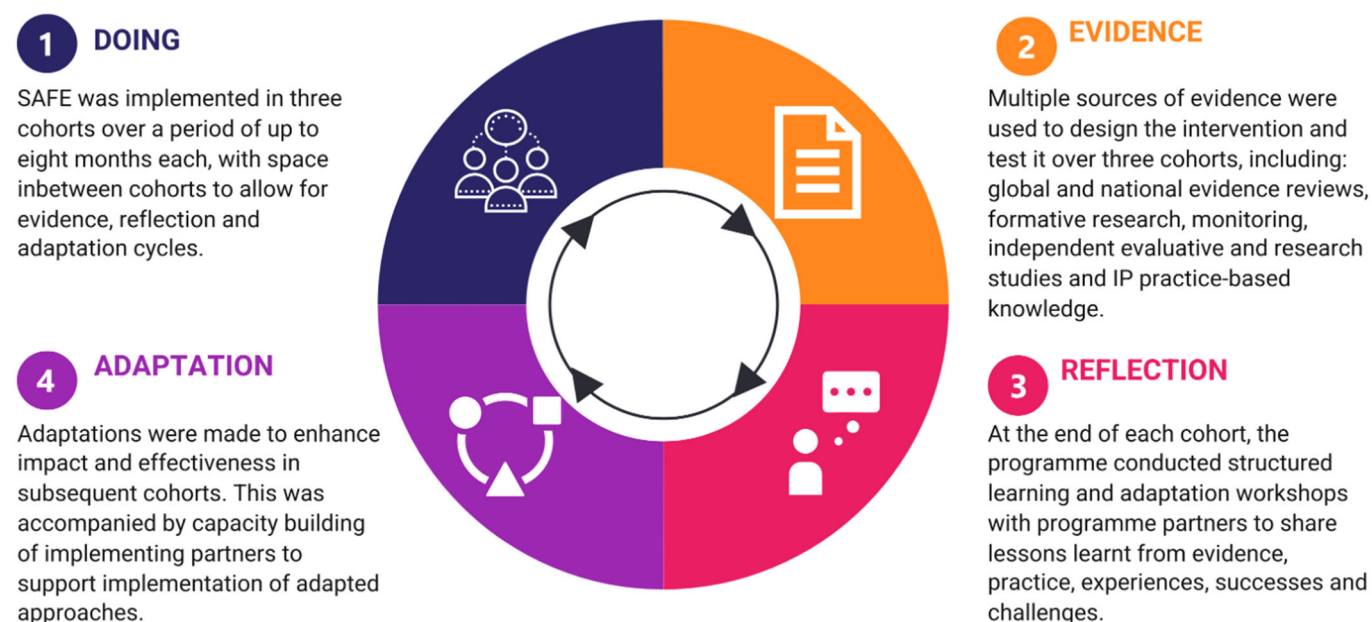 1 DOING
SAFE was implemented in three
cohorts over a period of up to
eight months each, with space
inbetween cohorts to allow for
evidence, reflection and
adaptation cycles.
2 EVIDENCE
Multiple sources of evidence were
used to design the intervention and
test it over three cohorts, including:
global and national evidence reviews,
formative research, monitoring,
independent evaluative and research
studies and IP practice-based
knowledge.
3 REFLECTION
At the end of each cohort, the
programme conducted structured
learning and adaptation workshops
with programme partners to share
lessons learnt from evidence,
practice, experiences, successes and
challenges.
4 ADAPTATION
Adaptations were made to enhance
impact and effectiveness in
subsequent cohorts. This was
accompanied by capacity building
of implementing partners to
support implementation of adapted
approaches.